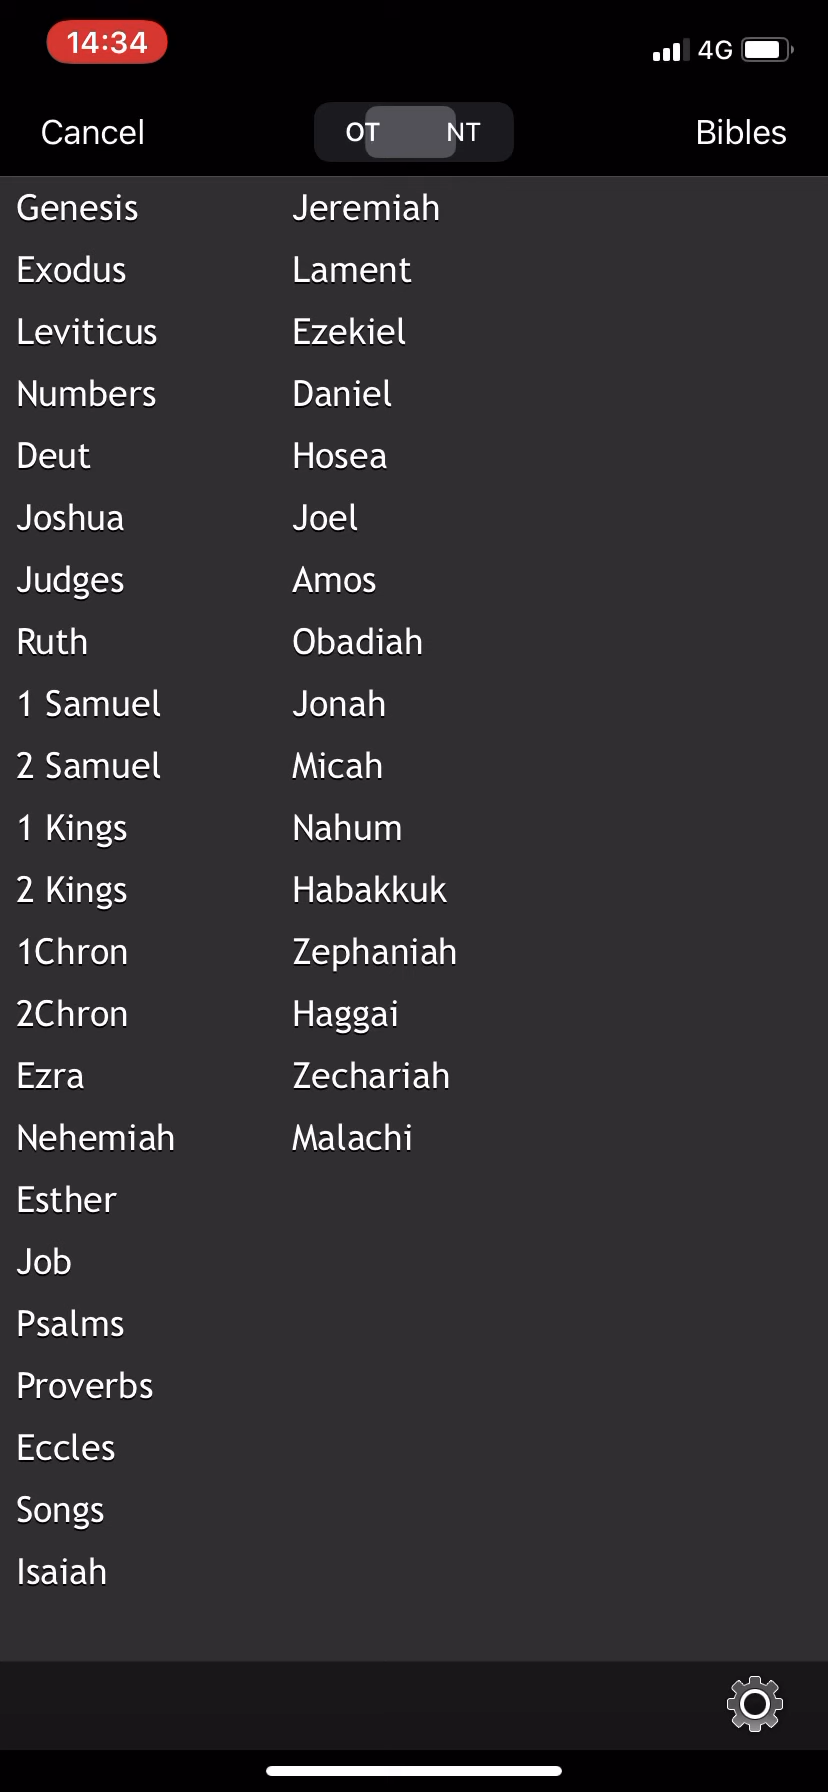 14:34
4G
Cancel
OT
NT
Bibles
Genesis
Exodus
Leviticus
Numbers
Deut
Joshua
Judges
Ruth
1 Samuel
2 Samuel
1 Kings
2 Kings
1Chron
2Chron
Ezra
Nehemiah
Esther
Job
Psalms
Proverbs
Eccles
Songs
Isaiah
Jeremiah
Lament
Ezekiel
Daniel
Hosea
Joel
Amos
Obadiah
Jonah
Micah
Nahum
Habakkuk
Zephaniah
Haggai
Zechariah
Malachi